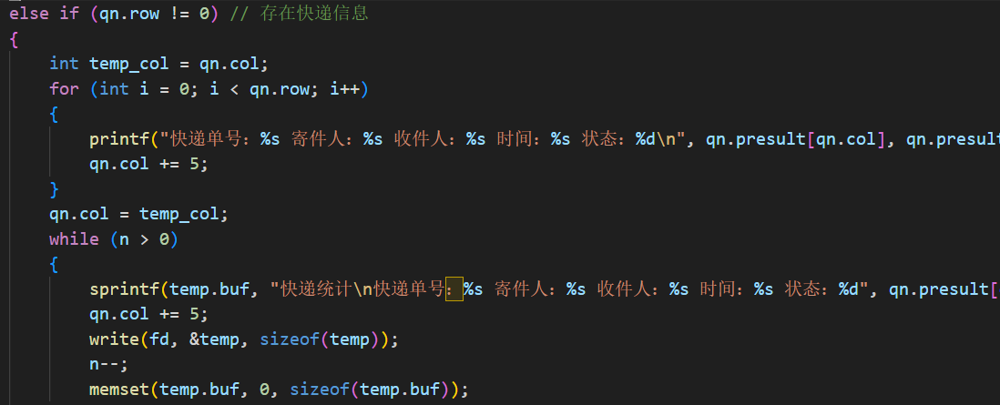 else if (qn.row != 0) // 存在快递信息
{
int temp_col = qn.col;
for (int i = 0; i < qn.row; i++)
{
printf("快递单号：%s 寄件人：%s 收件人：%s 时间：%s 状态：%d\n", qn.presult[qn.col], qn.presult
qn.col += 5;
}
qn.col = temp_col;
while (n > 0)
{
sprintf(temp.buf, "快递统计\n快递单号：%s 寄件人：%s 收件人：%s 时间：%s 状态：%d", qn.presult[
qn.col += 5;
write(fd, &temp, sizeof(temp));
n--;
memset(temp.buf, 0, sizeof(temp.buf));